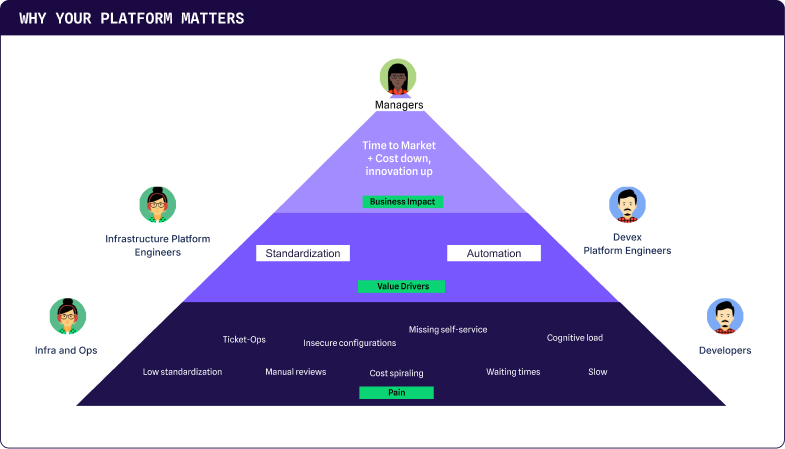 WHY YOUR PLATFORM MATTERS
Managers
Time to Market
+ Cost down,
innovation up
Business Impact
Infrastructure Platform
Engineers
Devex
Platform Engineers
Standardization
Automation
Value Drivers
Infra and Ops
Developers
Ticket-Ops
Insecure configurations
Missing self-service
Cognitive load
Low standardization
Manual reviews
Cost spiraling
Waiting times
Slow
Pain